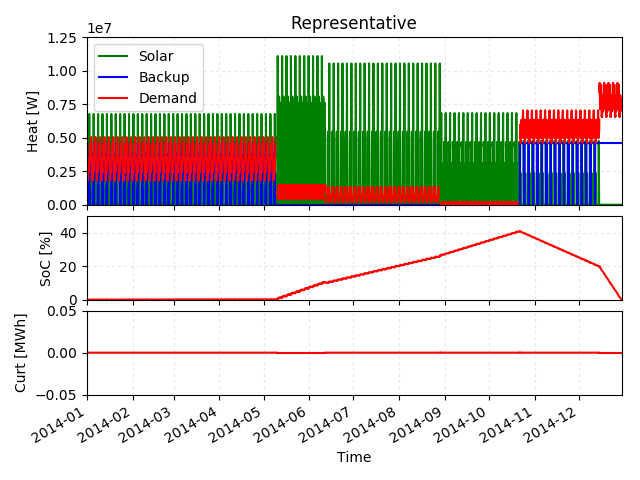 Representative
1e7
1.25
1.00
0.75
0.50
0.25
0.00
Heat [W]
Solar
Backup
Demand
40
20
0
SoC [%]
0.05
0.00
−0.05
Curt [MWh]
2014-01
2014-02
2014-03
2014-04
2014-05
2014-06
2014-07
2014-08
2014-09
2014-10
2014-11
2014-12
Time